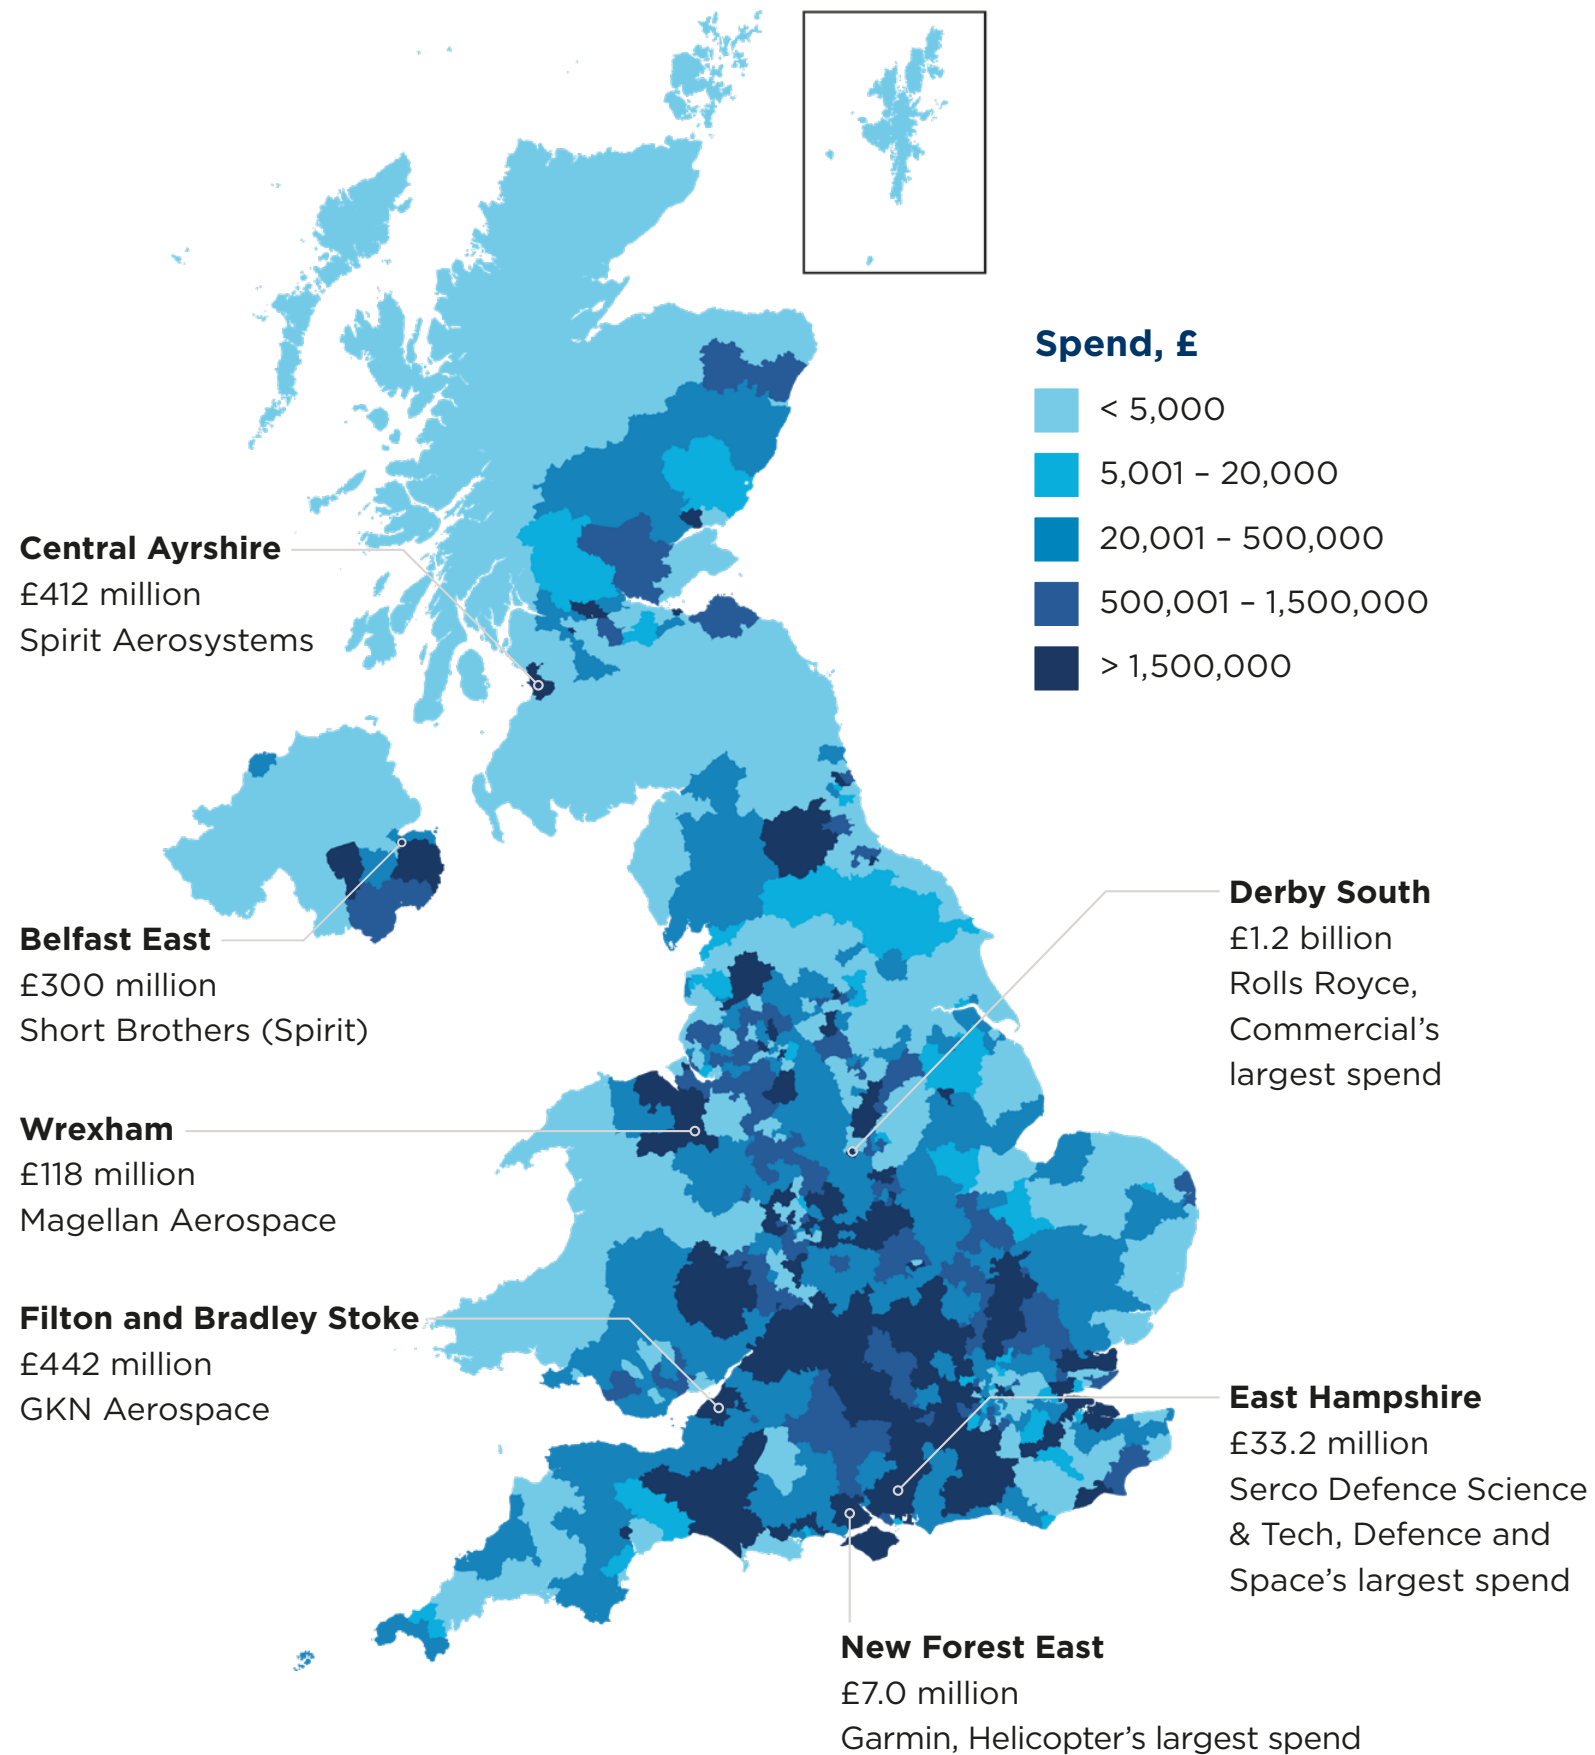 Spend, £
< 5,000
5,001 – 20,000
20,001 – 500,000
500,001 – 1,500,000
> 1,500,000
Central Ayrshire
£412 million
Spirit Aerosystems
Belfast East
£300 million
Short Brothers (Spirit)
Wrexham
£118 million
Magellan Aerospace
Filton and Bradley Stoke
£442 million
GKN Aerospace
Derby South
£1.2 billion
Rolls Royce,
Commercial's
largest spend
East Hampshire
£33.2 million
Serco Defence Science
& Tech, Defence and
Space's largest spend
New Forest East
£7.0 million
Garmin, Helicopter's largest spend